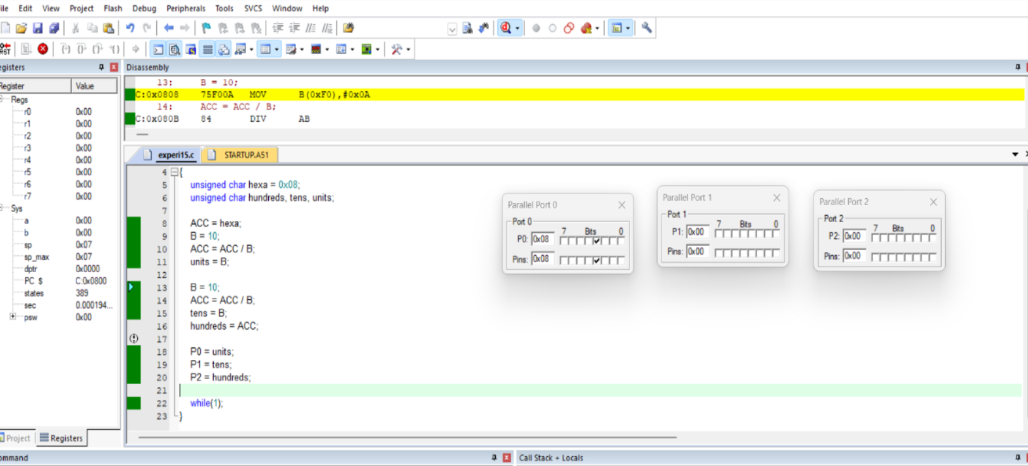 ile Edit View Project Flash Debug Peripherals Tools SVCS Window Help
egisters
Register Value
Regs
r0 0x00
r1 0x00
r2 0x00
r3 0x00
r4 0x00
r5 0x00
r6 0x00
r7 0x00
Sys
a 0x00
b 0x00
sp 0x07
sp_max 0x07
dptr 0x0000
PC $ C:0x0800
states 389
sec 0.000194...
psw 0x00
Project Registers
Disassembly
13: B = 10;
C:0x0808 75F00A MOV B(0xF0),#0x0A
14: ACC = ACC / B;
C:0x080B 84 DIV AB
experi15.c STARTUP.A51
4 {
5 unsigned char hexa = 0x08;
6 unsigned char hundreds, tens, units;
7
8 ACC = hexa;
9 B = 10;
10 ACC = ACC / B;
11 units = B;
12
13 B = 10;
14 ACC = ACC / B;
15 tens = B;
16 hundreds = ACC;
17
18 P0 = units;
19 P1 = tens;
20 P2 = hundreds;
21
22 while(1);
23 }
Parallel Port 0
Port 0
7 Bits 0
P0: 0x08
Pins: 0x08
Parallel Port 1
Port 1
7 Bits 0
P1: 0x00
Pins: 0x00
Parallel Port 2
Port 2
7 Bits 0
P2: 0x00
Pins: 0x00
ommand
Call Stack + Locals